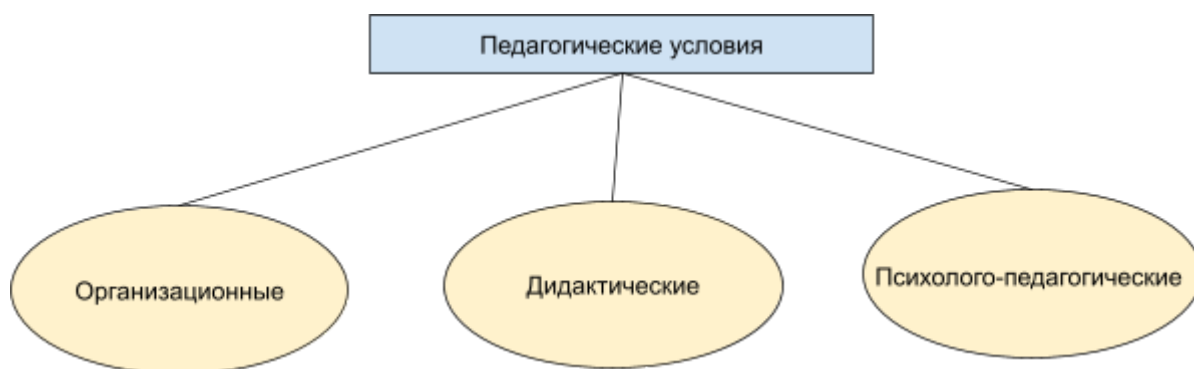 Педагогические условия
Организационные
Дидактические
Психолого-педагогические